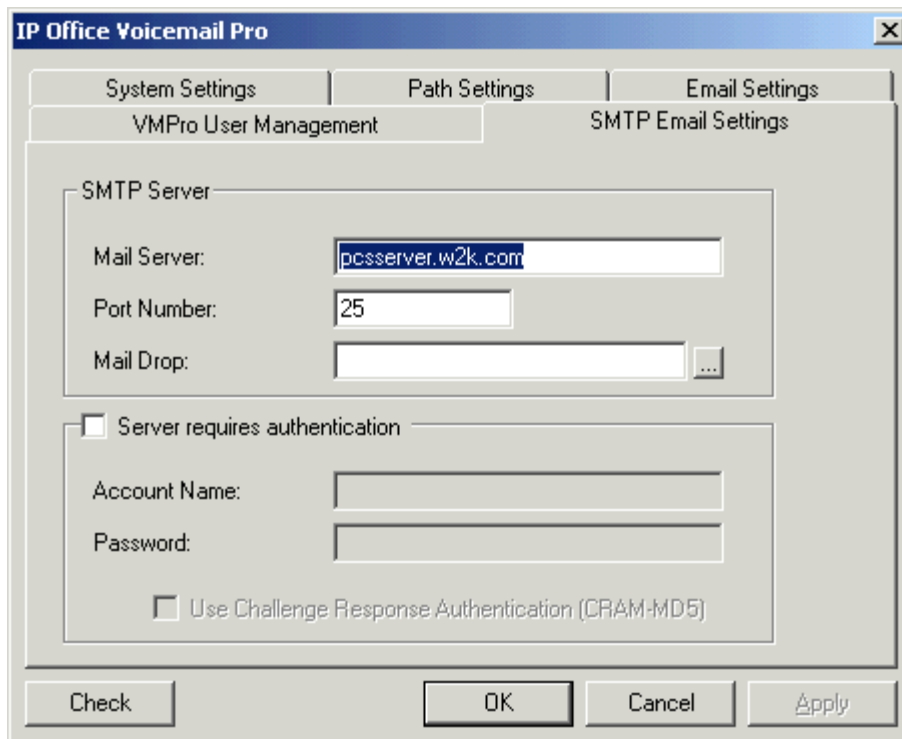 IP Office Voicemail Pro
System Settings Path Settings Email Settings
VMPro User Management SMTP Email Settings
SMTP Server
Mail Server: pcsserver.w2k.com
Port Number: 25
Mail Drop: ...
Server requires authentication
Account Name:
Password:
Use Challenge Response Authentication (CRAM-MD5)
Check OK Cancel Apply